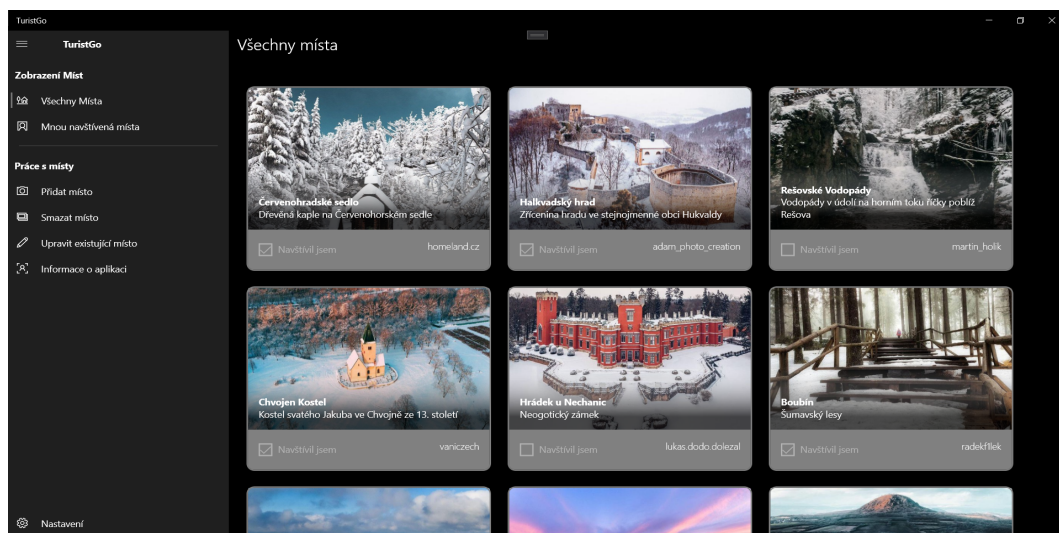 TuristGo
TuristGo
Zobrazení Míst
Všechny Místa
Mnou navštívená místa
Práce s místy
Přidat místo
Smazat místo
Upravit existující místo
Informace o aplikaci
Nastavení
Všechny místa
Červenohradské sedlo
Dřevěná kaple na Červenohorském sedle
Navštívil jsem
homeland.cz
Halkvadský hrad
Zřícenina hradu ve stejnojmenné obci Hukvaldy
Navštívil jsem
adam_photo_creation
Rešovské Vodopády
Vodopády v údolí na horním toku říčky poblíž
Rešova
Navštívil jsem
martin_holik
Chvojen Kostel
Kostel svatého Jakuba ve Chvojně ze 13. století
Navštívil jsem
vaniczech
Hrádek u Nechanic
Neogotický zámek
Navštívil jsem
lukas.dodo.dolezal
Boubín
Šumavský lesy
Navštívil jsem
radekf1lek